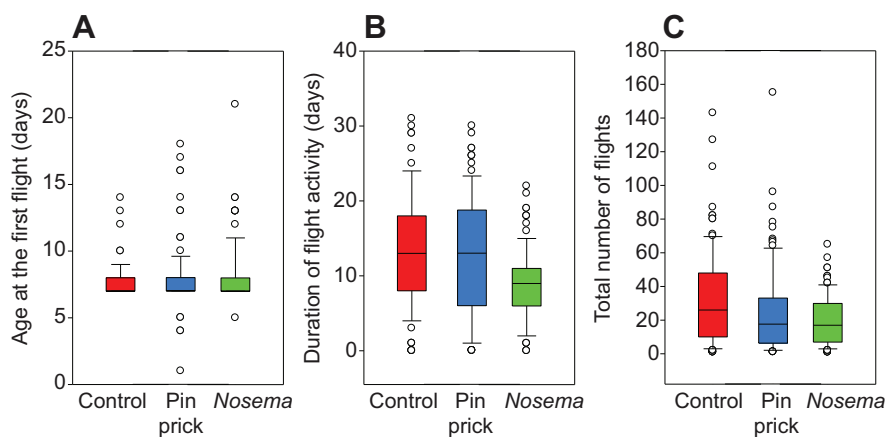 A
Age at the first flight (days)
25
20
15
10
5
0
Control
Pin
prick
Nosema
B
Duration of flight activity (days)
40
30
20
10
0
Control
Pin
prick
Nosema
C
Total number of flights
180
160
140
120
100
80
60
40
20
0
Control
Pin
prick
Nosema